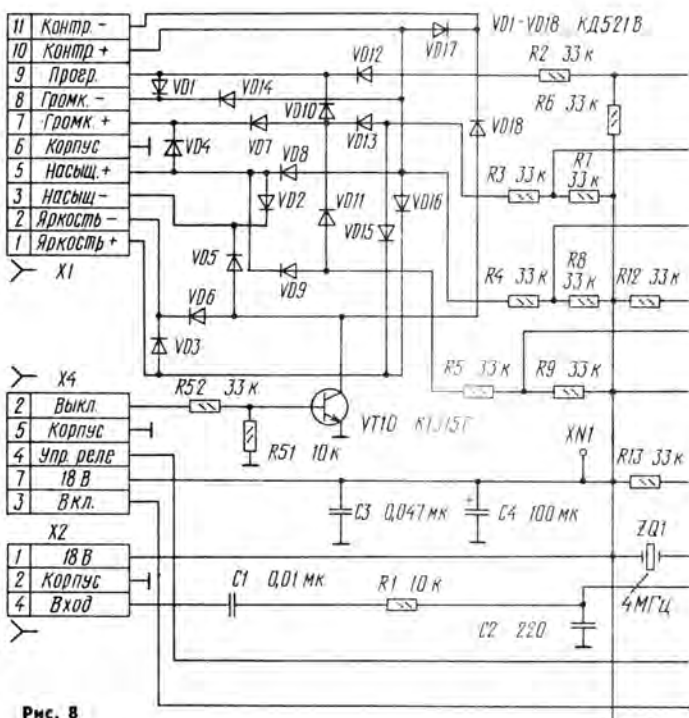 11 Контр. -
10 Контр +
9 Прогр.
8 Громк. -
7 Громк. +
6 Корпус
5 Насыщ.+
3 Насыщ-
2 Яркость -
1 Яркость +
X1
VD1-VD18 КД521В
VD17
VD12
R2 33 к
VD1
VD14
R6 33 к
VD10
VD4
VD7
VD13
VD18
VD8
R3 33 к
R7 33 к
VD2
VD16
VD11
VD15
VD5
VD9
R4 33 к
R8 33 к
R12 33 к
VD6
VD3
R5 33 к
R9 33 к
X4
2 Выкл.
5 Корпус
4 Упр. реле
7 18 В
3 Вкл.
R52 33 к
R51 10 к
VT10 КТ315Г
XN1
R13 33 к
C3 0,047 мк
+
C4 100 мк
ZQ1
4 МГЦ
X2
1 18 В
2 Корпус
4 Вход
C1 0,01 мк
R1 10 к
C2 220
Рис. 8